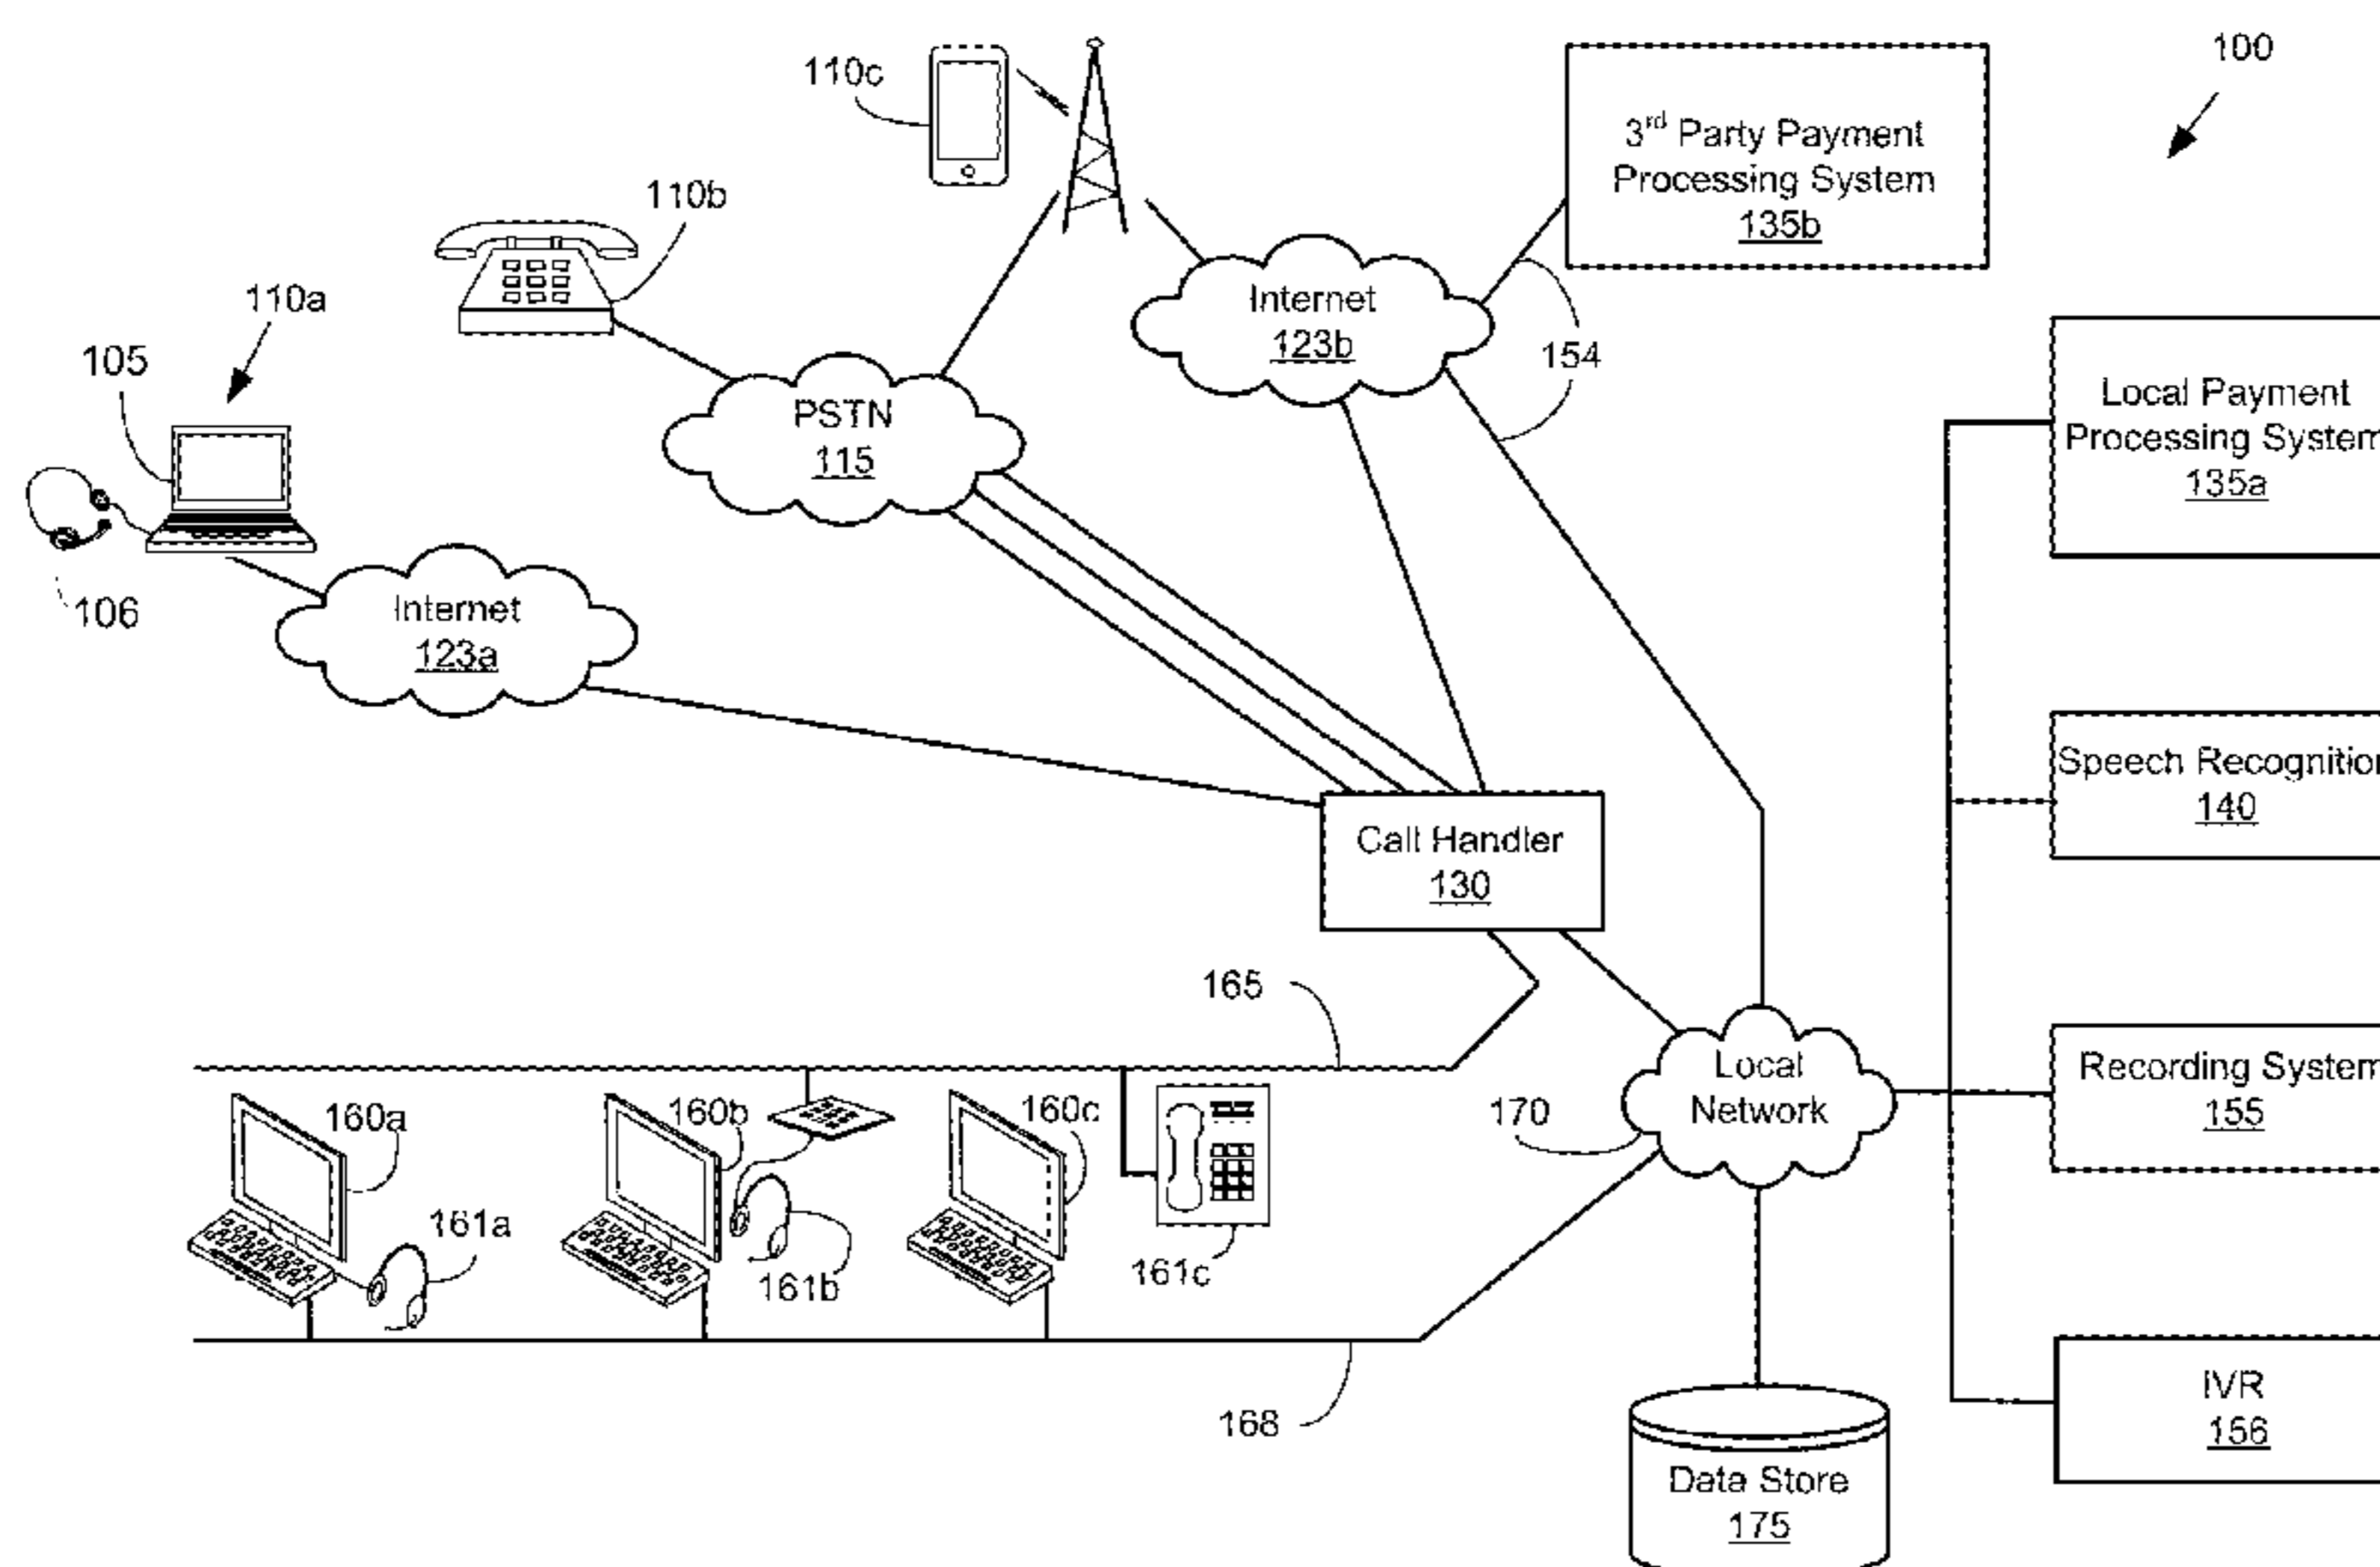 100
110c
3rd Party Payment
Processing System
135b
110b
110a
Internet
123b
154
105
PSTN
115
Local Payment
Processing System
135a
106
Internet
123a
Speech Recognition
140
Call Handler
130
165
Local
Network
170
Recording System
155
160a
160b
160c
161a
161b
161c
168
IVR
156
Data Store
175